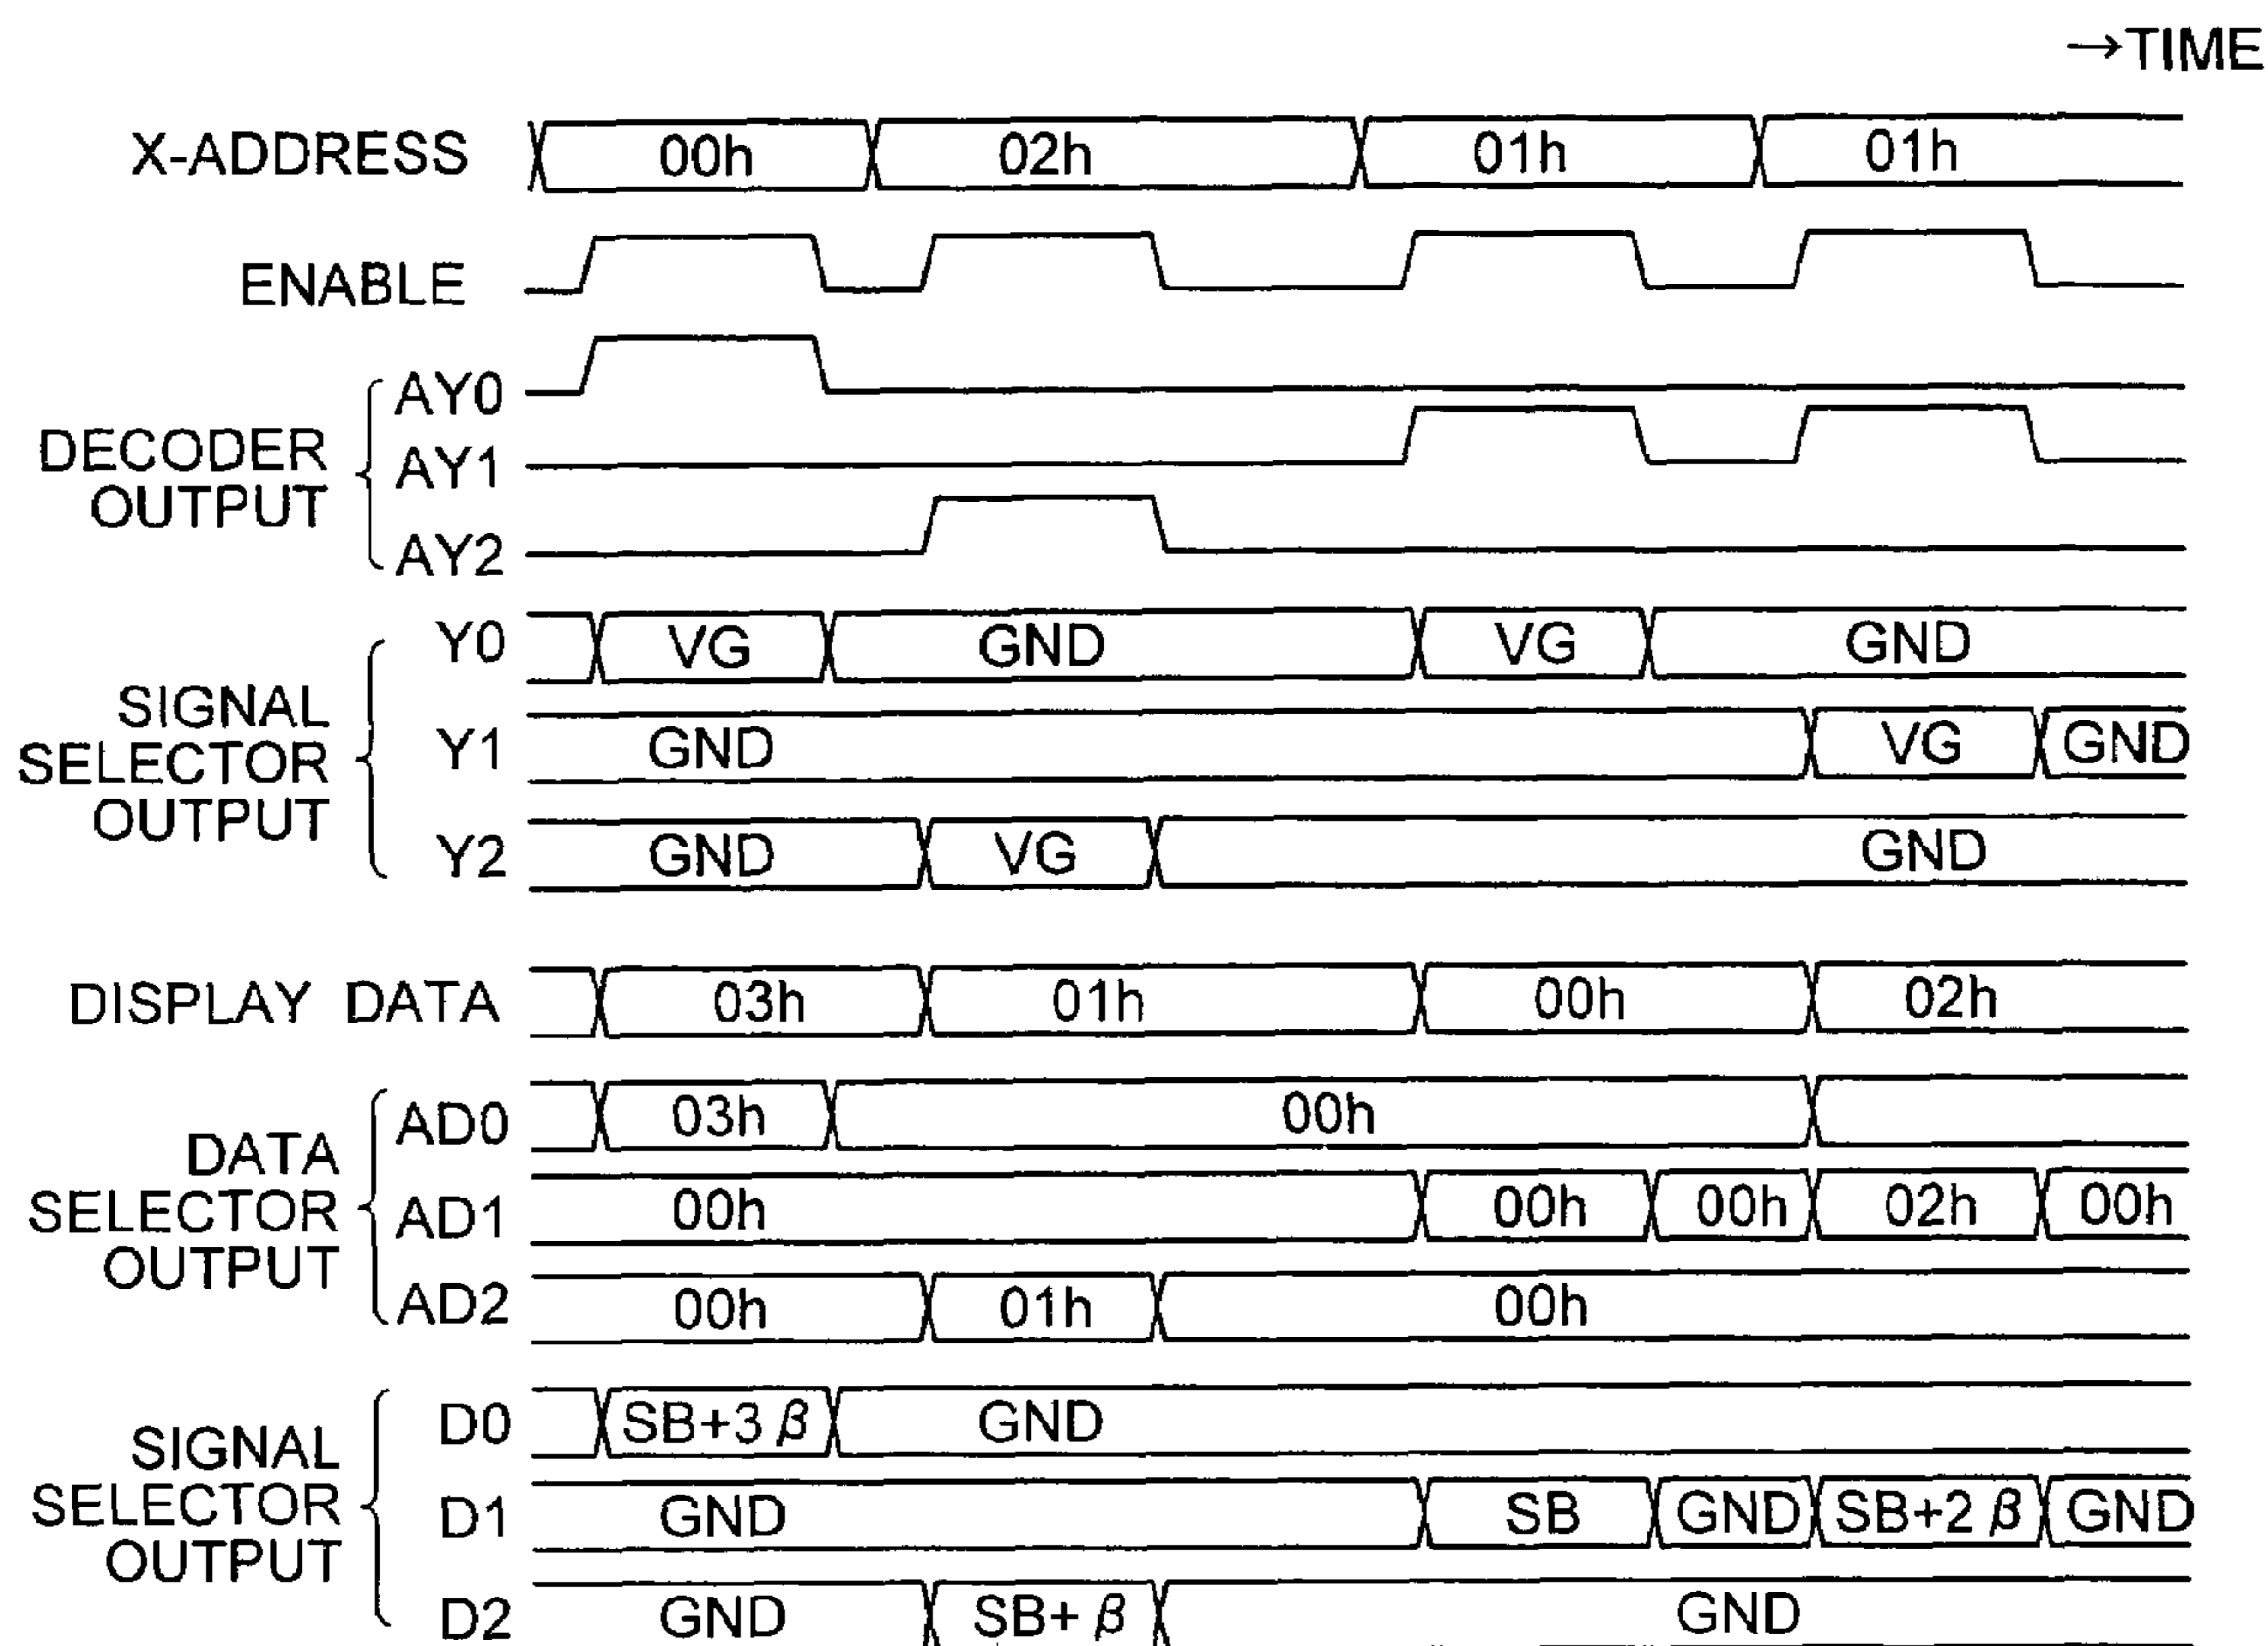 →TIME
X-ADDRESS 00h 02h 01h 01h
ENABLE
DECODER OUTPUT
AY0
AY1
AY2
SIGNAL SELECTOR OUTPUT
Y0 VG GND VG GND
Y1 GND VG GND
Y2 GND VG GND
DISPLAY DATA 03h 01h 00h 02h
DATA SELECTOR OUTPUT
AD0 03h 00h
AD1 00h 00h 00h 02h 00h
AD2 00h 01h 00h
SIGNAL SELECTOR OUTPUT
D0 SB+3β GND
D1 GND SB GND SB+2β GND
D2 GND SB+β GND